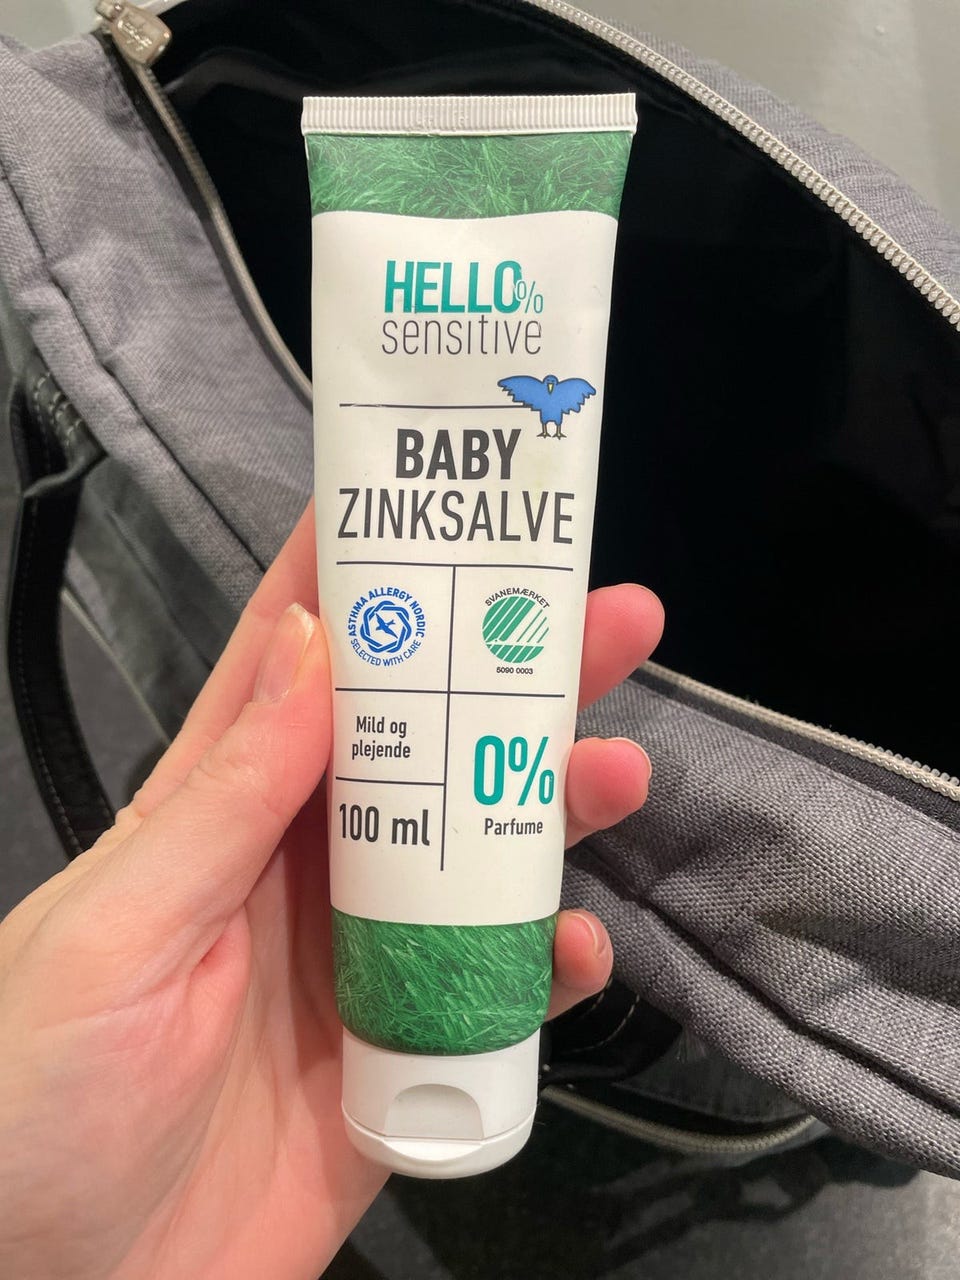 HELLO%
sensitive
BABY
ZINKSALVE
ASTHMA ALLERGY NORDIC
SELECTED WITH CARE
SVANEMÆRKET
5090 0003
Mild og
plejende
0%
Parfume
100 ml